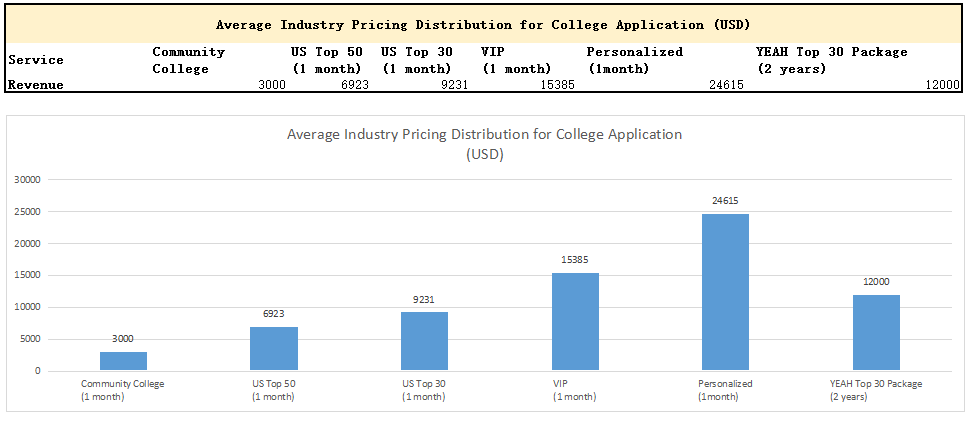 Average Industry Pricing Distribution for College Application (USD)
Service Community College US Top 50 (1 month) US Top 30 (1 month) VIP (1 month) Personalized (1month) YEAH Top 30 Package (2 years)
Revenue 3000 6923 9231 15385 24615 12000
Average Industry Pricing Distribution for College Application
(USD)
30000
25000
20000
15000
10000
5000
0
3000
6923
9231
15385
24615
12000
Community College
(1 month)
US Top 50
(1 month)
US Top 30
(1 month)
VIP
(1 month)
Personalized
(1month)
YEAH Top 30 Package
(2 years)